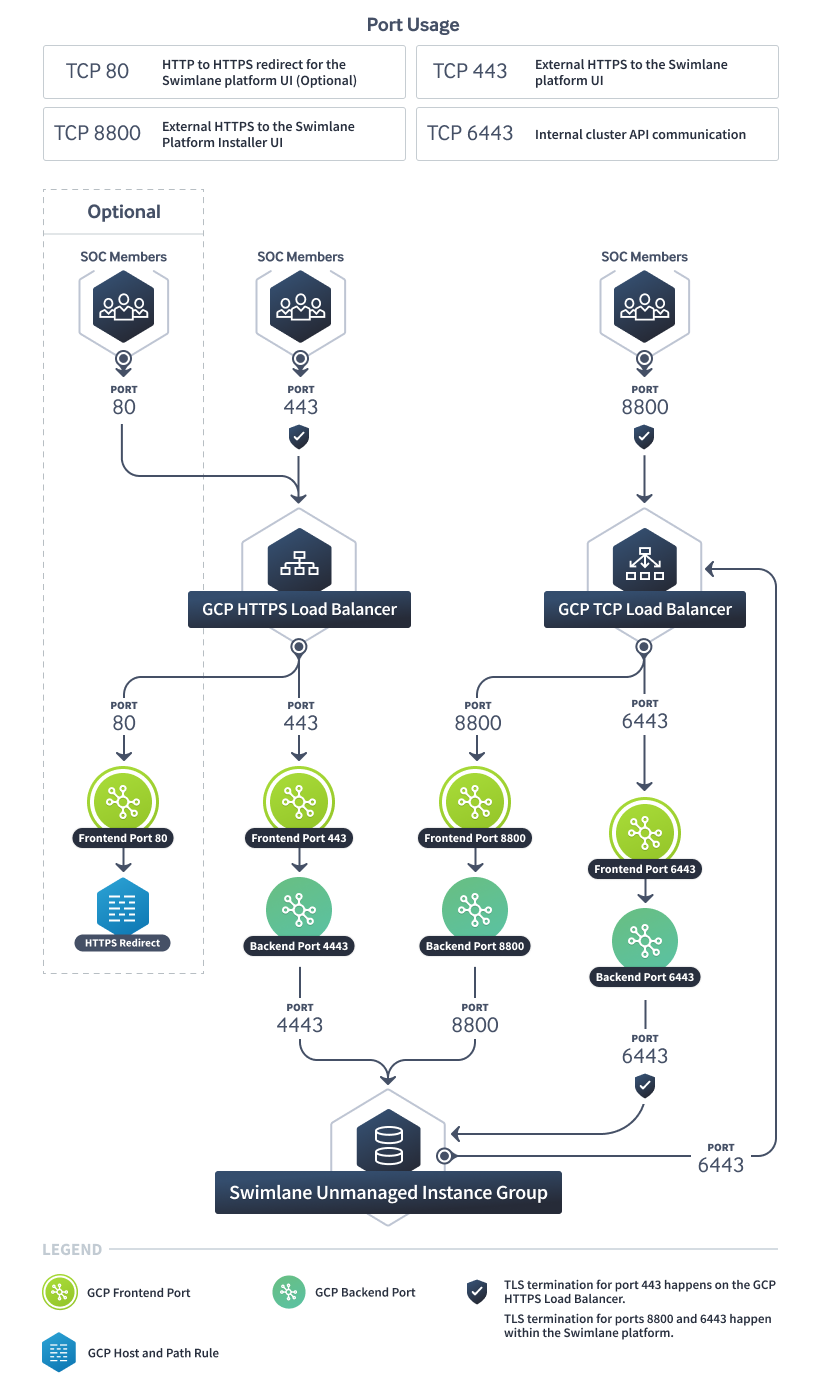 Port Usage
TCP 80
HTTP to HTTPS redirect for the
Swimlane platform UI (Optional)
TCP 443
External HTTPS to the Swimlane
platform UI
TCP 8800
External HTTPS to the Swimlane
Platform Installer UI
TCP 6443
Internal cluster API communication
Optional
SOC Members
SOC Members
SOC Members
PORT
80
PORT
443
PORT
8800
GCP HTTPS Load Balancer
GCP TCP Load Balancer
PORT
80
PORT
443
PORT
8800
PORT
6443
Frontend Port 80
Frontend Port 443
Frontend Port 8800
Frontend Port 6443
HTTPS Redirect
Backend Port 4443
Backend Port 8800
Backend Port 6443
PORT
4443
PORT
8800
PORT
6443
PORT
6443
Swimlane Unmanaged Instance Group
LEGEND
GCP Frontend Port
GCP Backend Port
TLS termination for port 443 happens on the GCP
HTTPS Load Balancer.
TLS termination for ports 8800 and 6443 happen
within the Swimlane platform.
GCP Host and Path Rule